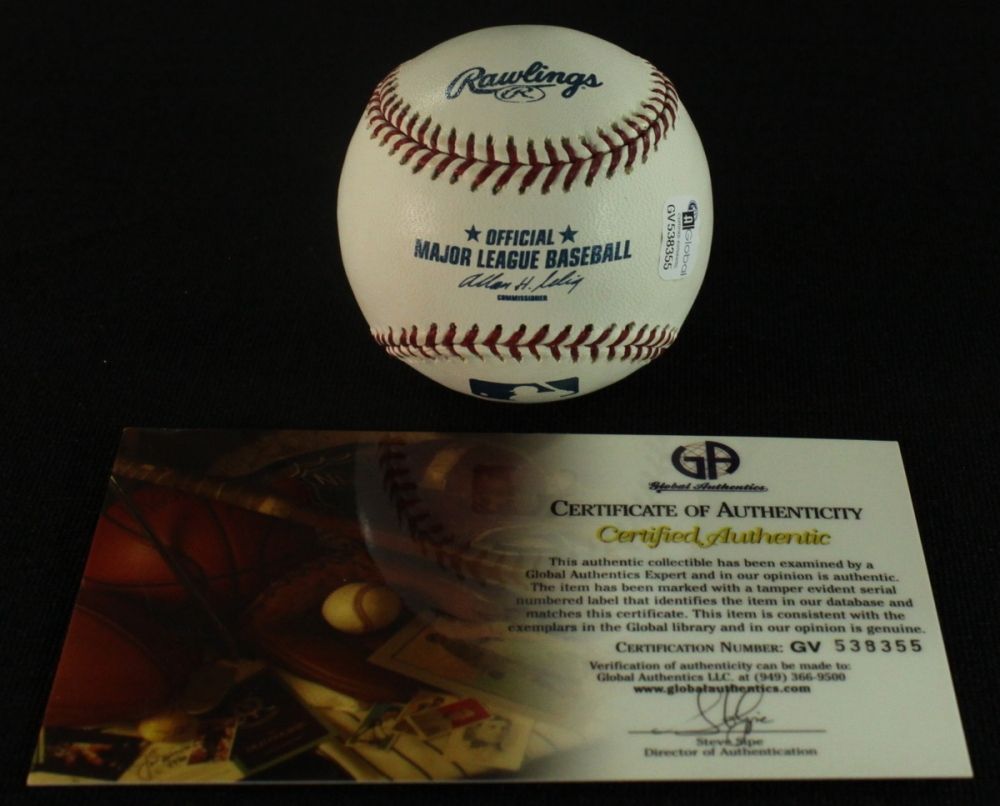 Rawlings
R
★ OFFICIAL ★
MAJOR LEAGUE BASEBALL
Allan H. Selig
COMMISSIONER
Global
GV538355
GA
Global Authentics
CERTIFICATE OF AUTHENTICITY
Certified Authentic
This authentic collectible has been examined by a
Global Authentics Expert and in our opinion is authentic.
The item has been marked with a tamper evident serial
numbered label that identifies the item in our database and
matches this certificate. This item is consistent with the
exemplars in the Global library and in our opinion is genuine.
CERTIFICATION NUMBER: GV 538355
Verification of authenticity can be made to:
Global Authentics LLC. at (949) 366-9500
www.globalauthentics.com
Steve Sipe
Director of Authentication